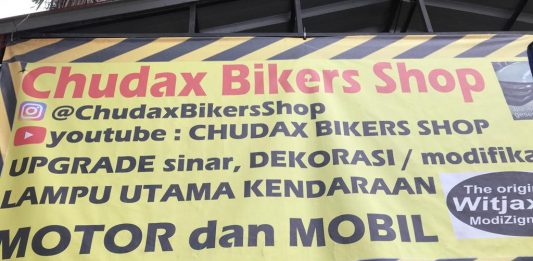 Chudax Bikers Shop
@ChudaxBikersShop
youtube : CHUDAX BIKERS SHOP
UPGRADE sinar, DEKORASI / modifika
LAMPU UTAMA KENDARAAN
MOTOR dan MOBIL
The origin
Witjax
ModiZign